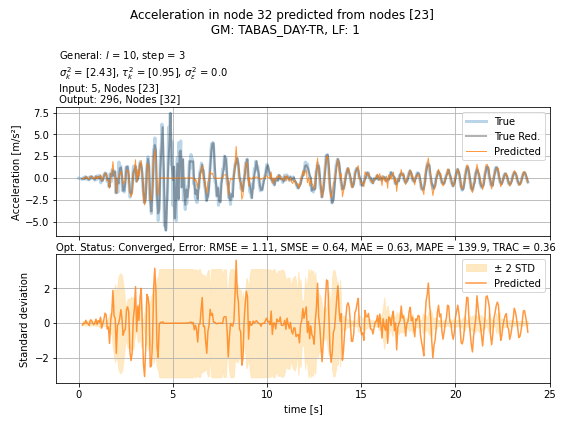 Acceleration in node 32 predicted from nodes [23]
GM: TABAS_DAY-TR, LF: 1
General: l = 10, step = 3
σ²ₖ = [2.43], τ²ₖ = [0.95], σ²ε = 0.0
Input: 5, Nodes [23]
Output: 296, Nodes [32]
Acceleration [m/s²]
7.5
5.0
2.5
0.0
−2.5
−5.0
True
True Red.
Predicted
Opt. Status: Converged, Error: RMSE = 1.11, SMSE = 0.64, MAE = 0.63, MAPE = 139.9, TRAC = 0.36
Standard deviation
2
0
−2
± 2 STD
Predicted
0
5
10
15
20
25
time [s]